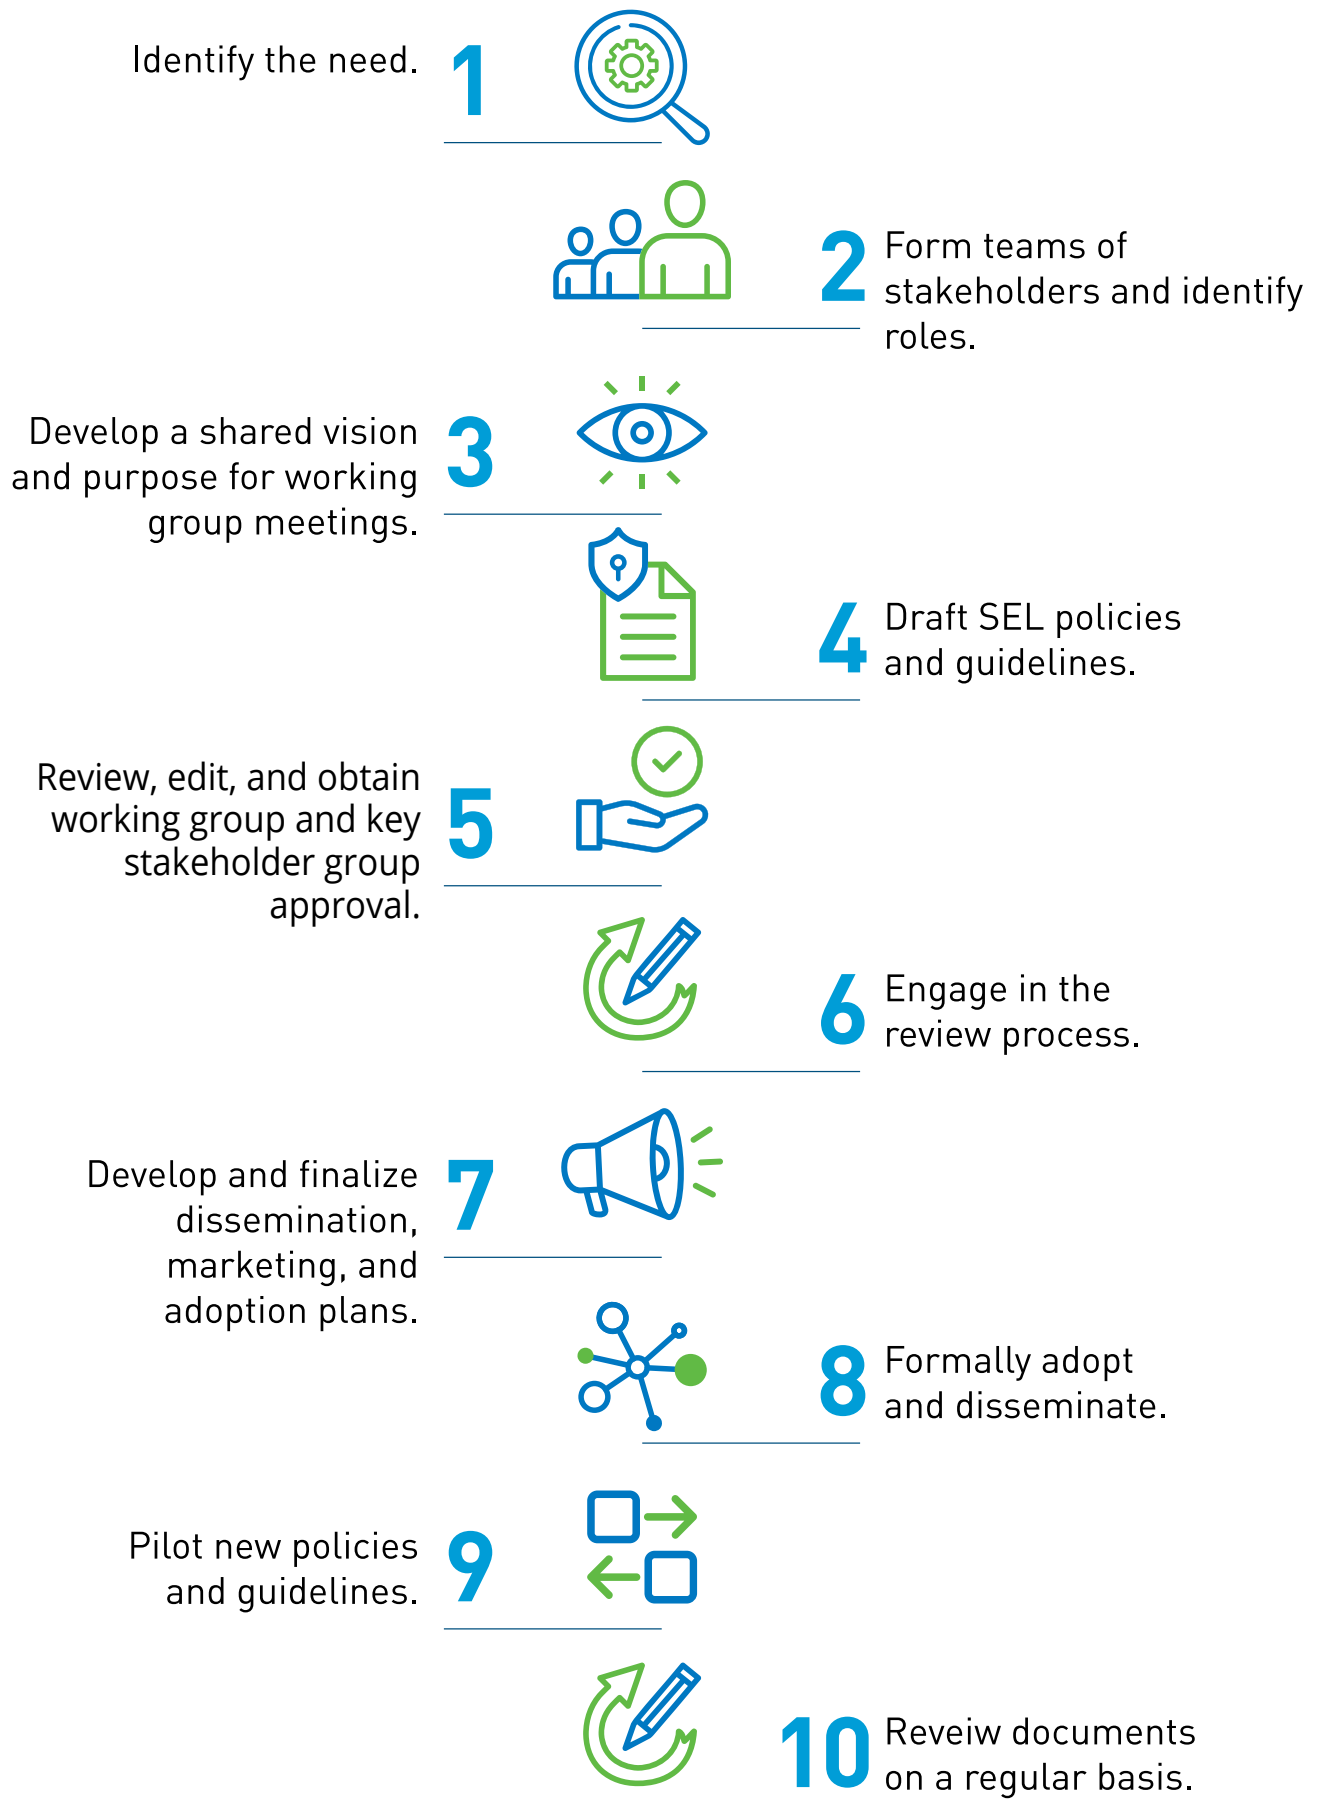 Identify the need.
1
2
Form teams of
stakeholders and identify
roles.
Develop a shared vision
and purpose for working
group meetings.
3
4
Draft SEL policies
and guidelines.
Review, edit, and obtain
working group and key
stakeholder group
approval.
5
6
Engage in the
review process.
Develop and finalize
dissemination,
marketing, and
adoption plans.
7
8
Formally adopt
and disseminate.
Pilot new policies
and guidelines.
9
10
Reveiw documents
on a regular basis.